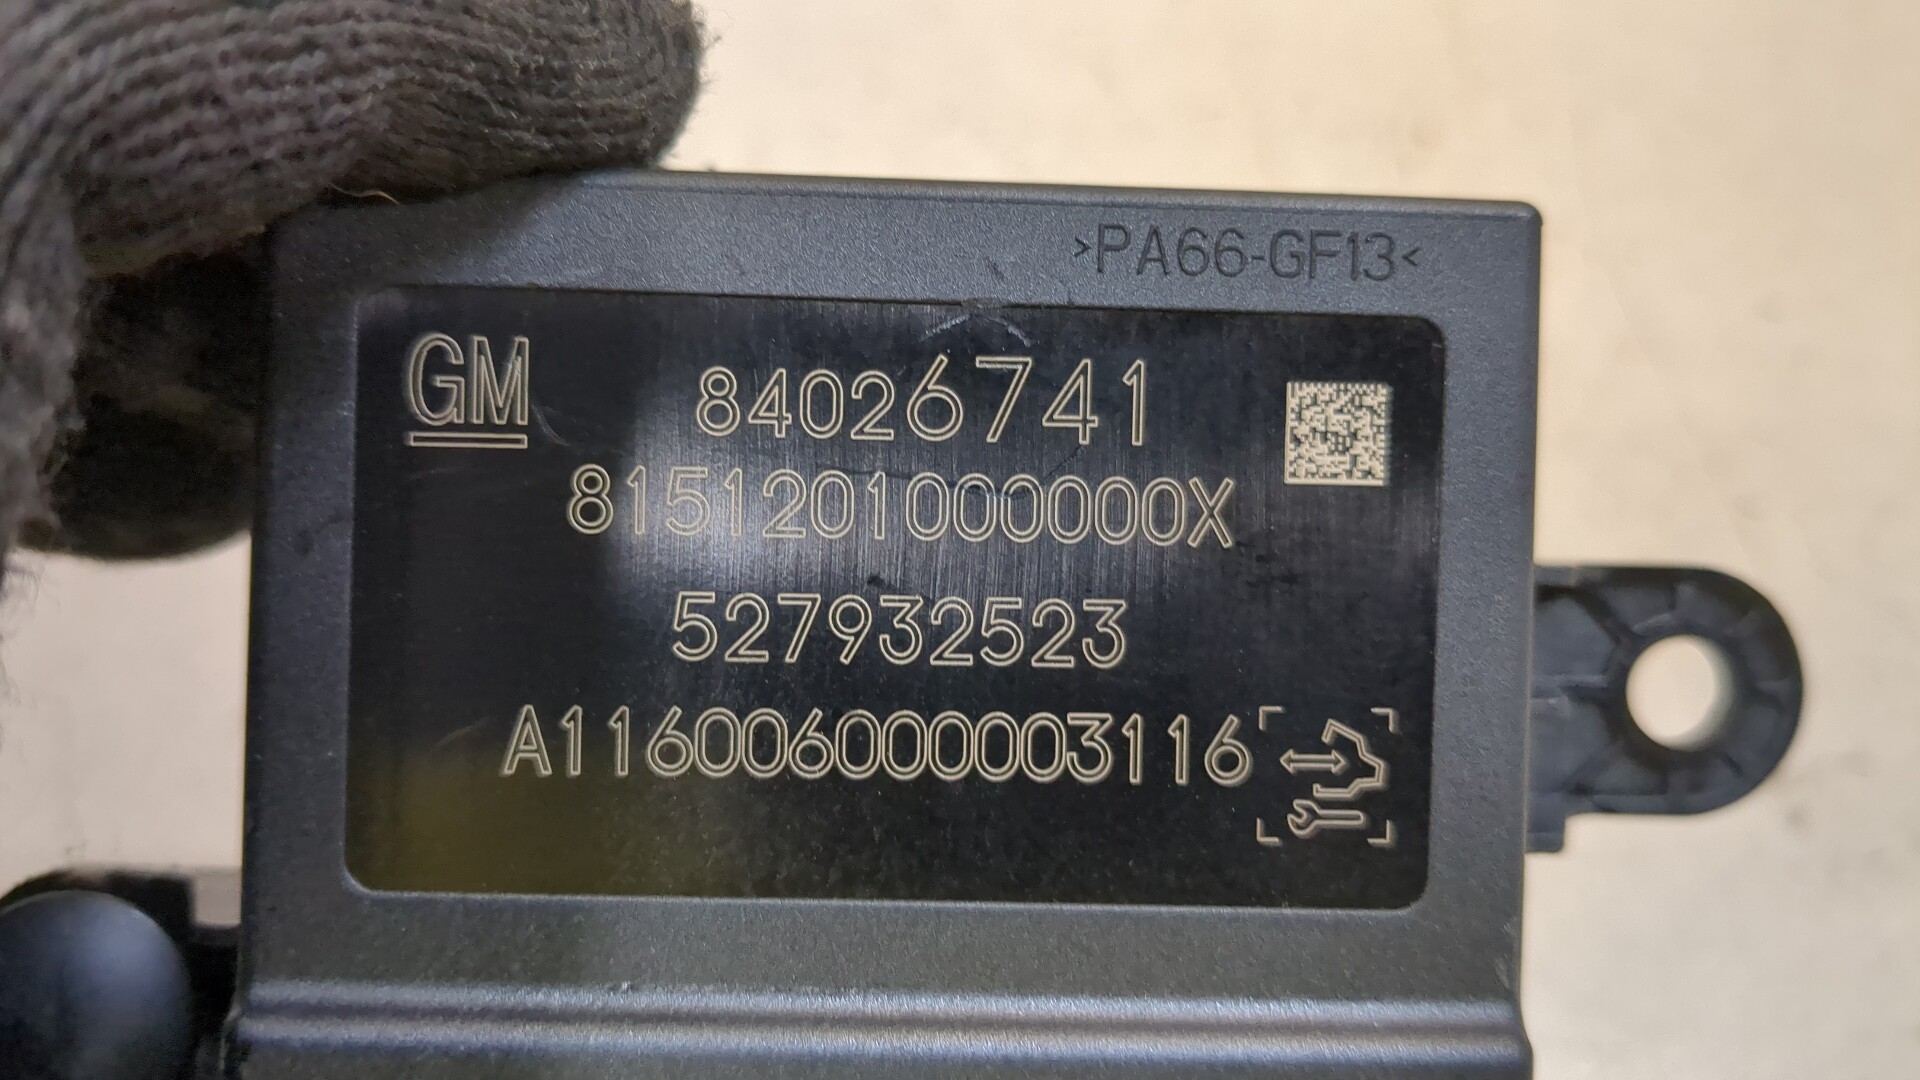 >PA66-GF13<
GM 84026741
8151201000000X
527932523
A1160060000003116